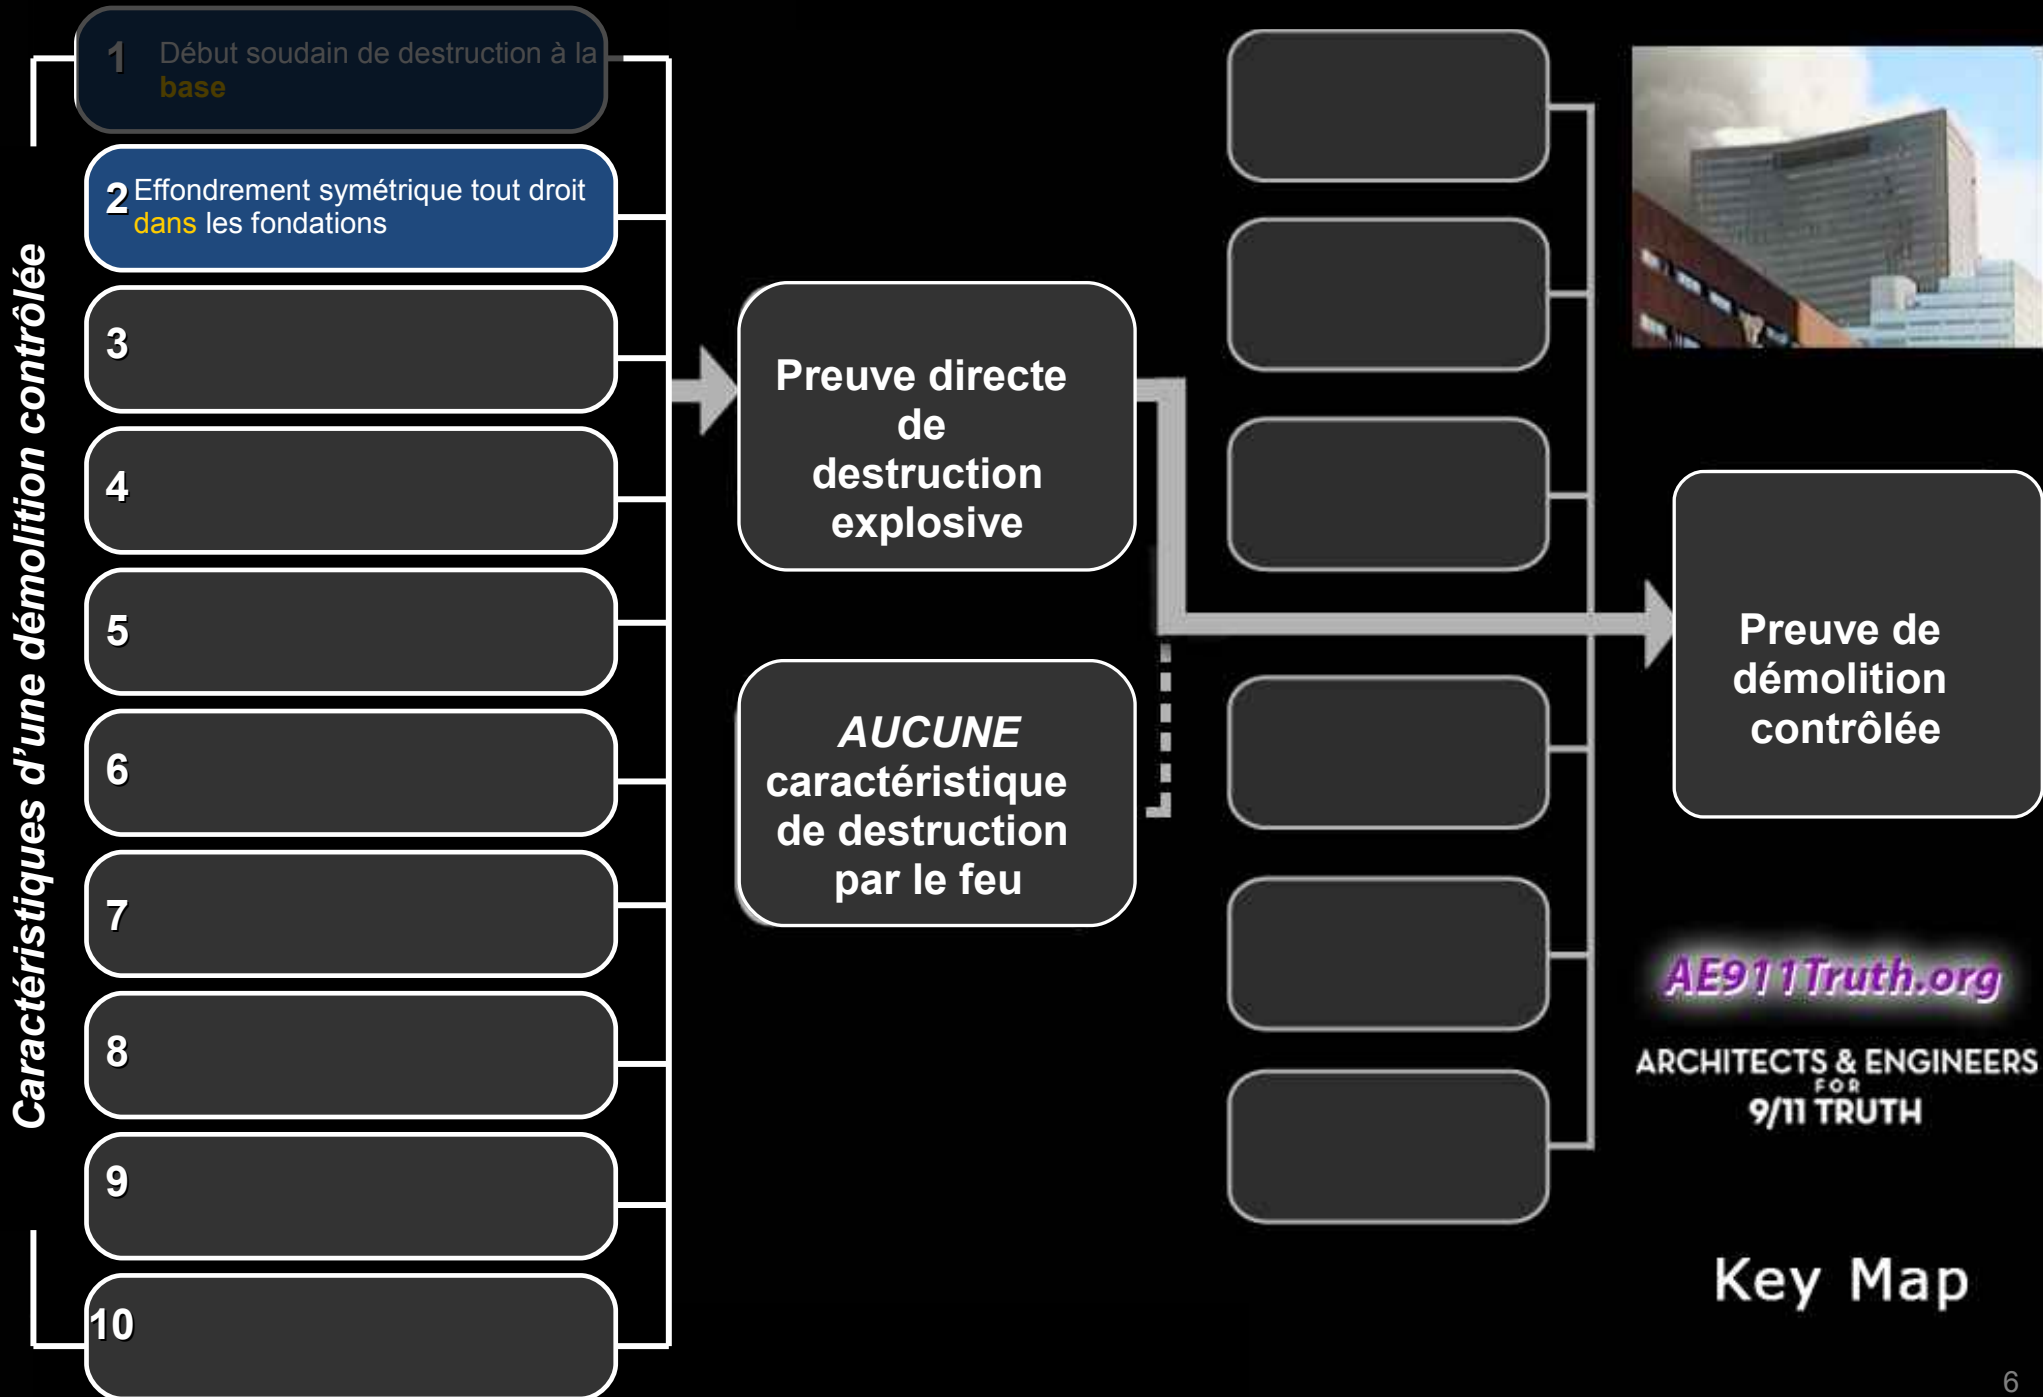 Caractéristiques d'une démolition contrôlée
1 Début soudain de destruction à la
base
2 Effondrement symétrique tout droit
dans les fondations
3
4
5
6
7
8
9
10
Preuve directe
de
destruction
explosive
AUCUNE
caractéristique
de destruction
par le feu
Preuve de
démolition
contrôlée
AE911Truth.org
ARCHITECTS & ENGINEERS
FOR
9/11 TRUTH
Key Map
6